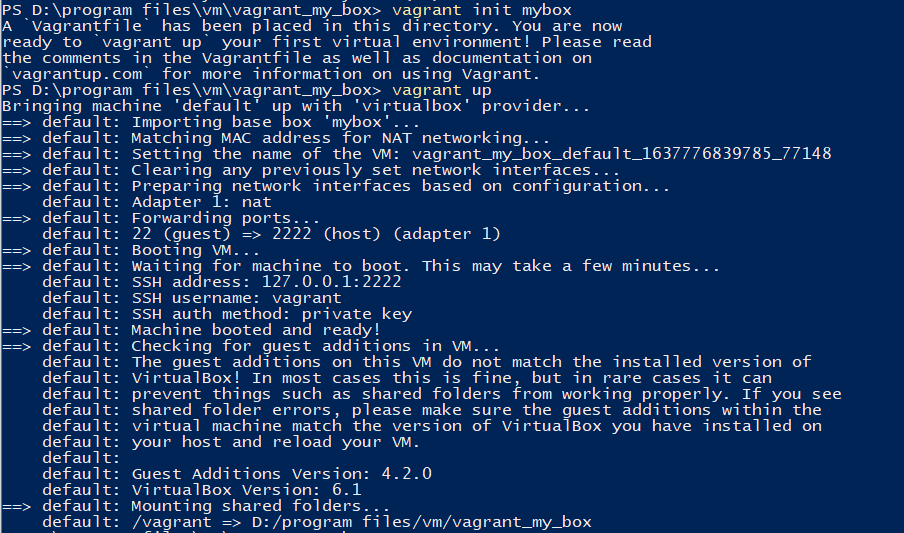 PS D:\program files\vm\vagrant_my_box> vagrant init mybox
A `Vagrantfile` has been placed in this directory. You are now
ready to `vagrant up` your first virtual environment! Please read
the comments in the Vagrantfile as well as documentation on
`vagrantup.com` for more information on using Vagrant.
PS D:\program files\vm\vagrant_my_box> vagrant up
Bringing machine 'default' up with 'virtualbox' provider...
==> default: Importing base box 'mybox'...
==> default: Matching MAC address for NAT networking...
==> default: Setting the name of the VM: vagrant_my_box_default_1637776839785_77148
==> default: Clearing any previously set network interfaces...
==> default: Preparing network interfaces based on configuration...
    default: Adapter 1: nat
==> default: Forwarding ports...
    default: 22 (guest) => 2222 (host) (adapter 1)
==> default: Booting VM...
==> default: Waiting for machine to boot. This may take a few minutes...
    default: SSH address: 127.0.0.1:2222
    default: SSH username: vagrant
    default: SSH auth method: private key
==> default: Machine booted and ready!
==> default: Checking for guest additions in VM...
    default: The guest additions on this VM do not match the installed version of
    default: VirtualBox! In most cases this is fine, but in rare cases it can
    default: prevent things such as shared folders from working properly. If you see
    default: shared folder errors, please make sure the guest additions within the
    default: virtual machine match the version of VirtualBox you have installed on
    default: your host and reload your VM.
    default:
    default: Guest Additions Version: 4.2.0
    default: VirtualBox Version: 6.1
==> default: Mounting shared folders...
    default: /vagrant => D:/program files/vm/vagrant_my_box